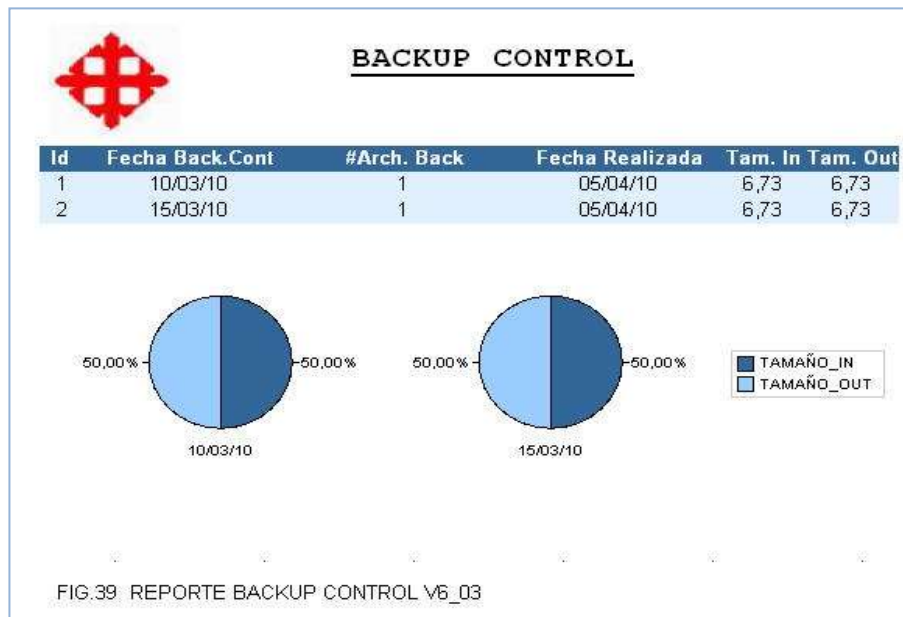 BACKUP CONTROL
Id Fecha Back.Cont #Arch. Back Fecha Realizada Tam. In Tam. Out
1 10/03/10 1 05/04/10 6,73 6,73
2 15/03/10 1 05/04/10 6,73 6,73
50,00% 50,00% 50,00% 50,00%
TAMAÑO_IN
TAMAÑO_OUT
10/03/10 15/03/10
FIG.39 REPORTE BACKUP CONTROL V6_03